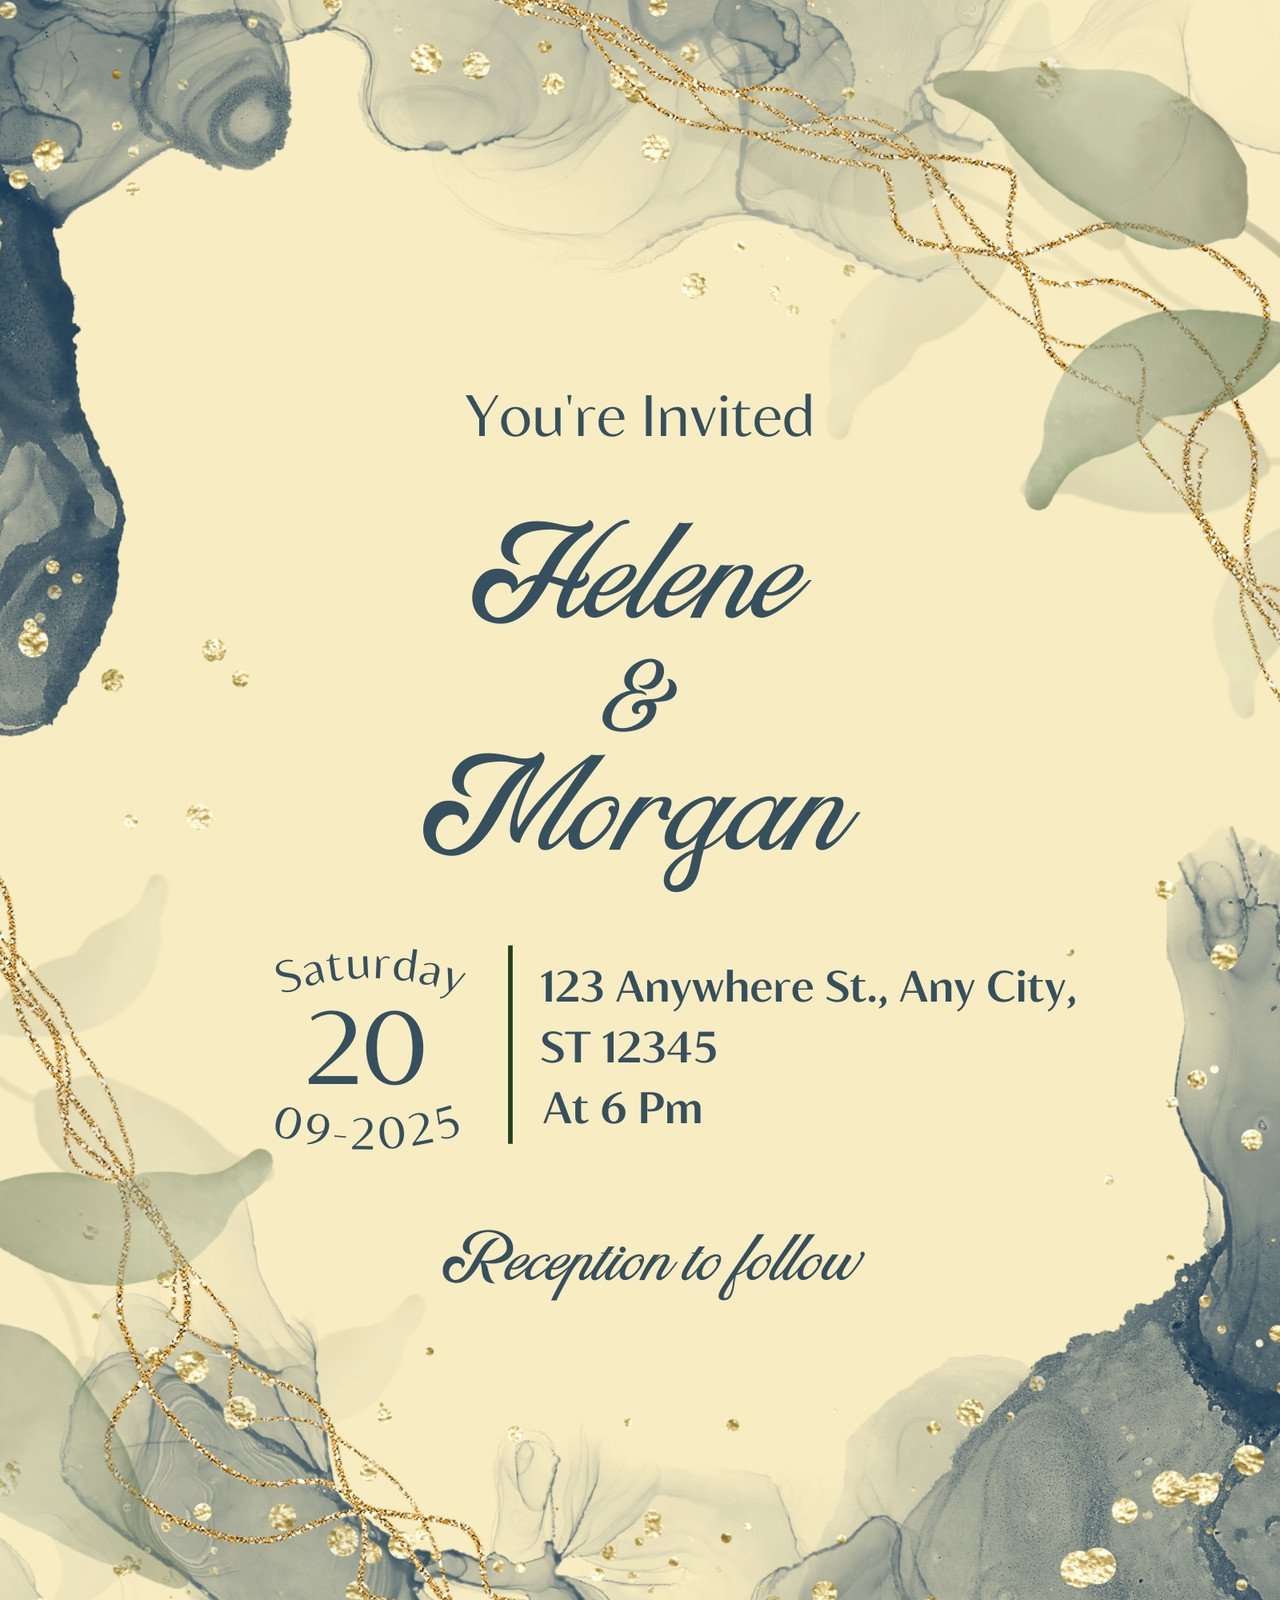 You're Invited
Helene
&
Morgan
Saturday
20
09-2025
123 Anywhere St., Any City,
ST 12345
At 6 Pm
Reception to follow